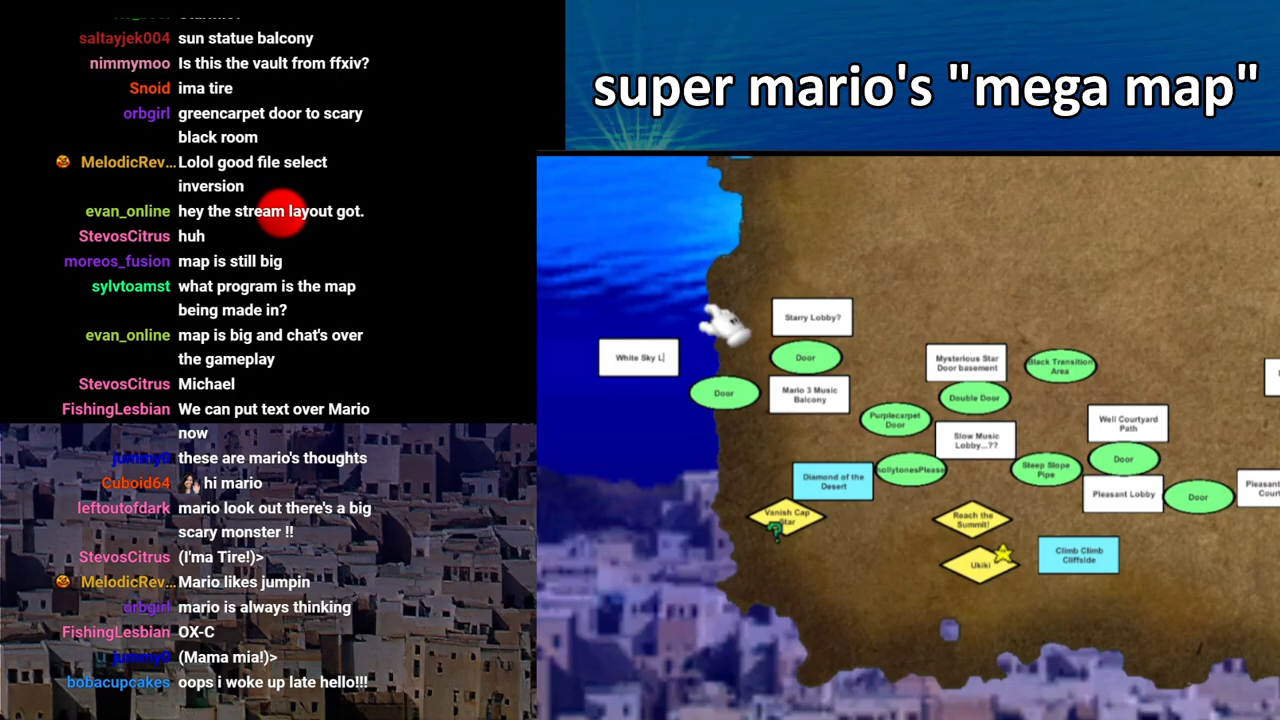 saltayjek004 sun statue balcony
nimmymoo Is this the vault from ffxiv?
Snoid ima tire
orbgirl greencarpet door to scary
black room
MelodicRev... Lolol good file select
inversion
evan_online hey the stream layout got.
StevosCitrus huh
moreos_fusion map is still big
sylvtoamst what program is the map
being made in?
evan_online map is big and chat's over
the gameplay
StevosCitrus Michael
FishingLesbian We can put text over Mario
now
jummy0 these are mario's thoughts
Cuboid64 hi mario
leftoutofdark mario look out there's a big
scary monster !!
StevosCitrus (I'ma Tire!)>
MelodicRev... Mario likes jumpin
orbgirl mario is always thinking
FishingLesbian OX-C
jummy0 (Mama mia!)>
bobacupcakes oops i woke up late hello!!!
super mario's "mega map"
Starry Lobby?
White Sky L
Door
Mysterious Star
Door basement
Black Transition
Area
Door
Mario 3 Music
Balcony
Double Door
Purplecxrpet
Door
Well Courtyard
Path
Slow Music
Lobby...??
Door
Diamond of the
Desert
ollytonesPlease
Steep Slope
Pipe
Pleasant Lobby
Door
Pleasant
Court
Vanish Cap
Star
Reach the
Summit!
Ukiki
Climb Climb
Cliffside